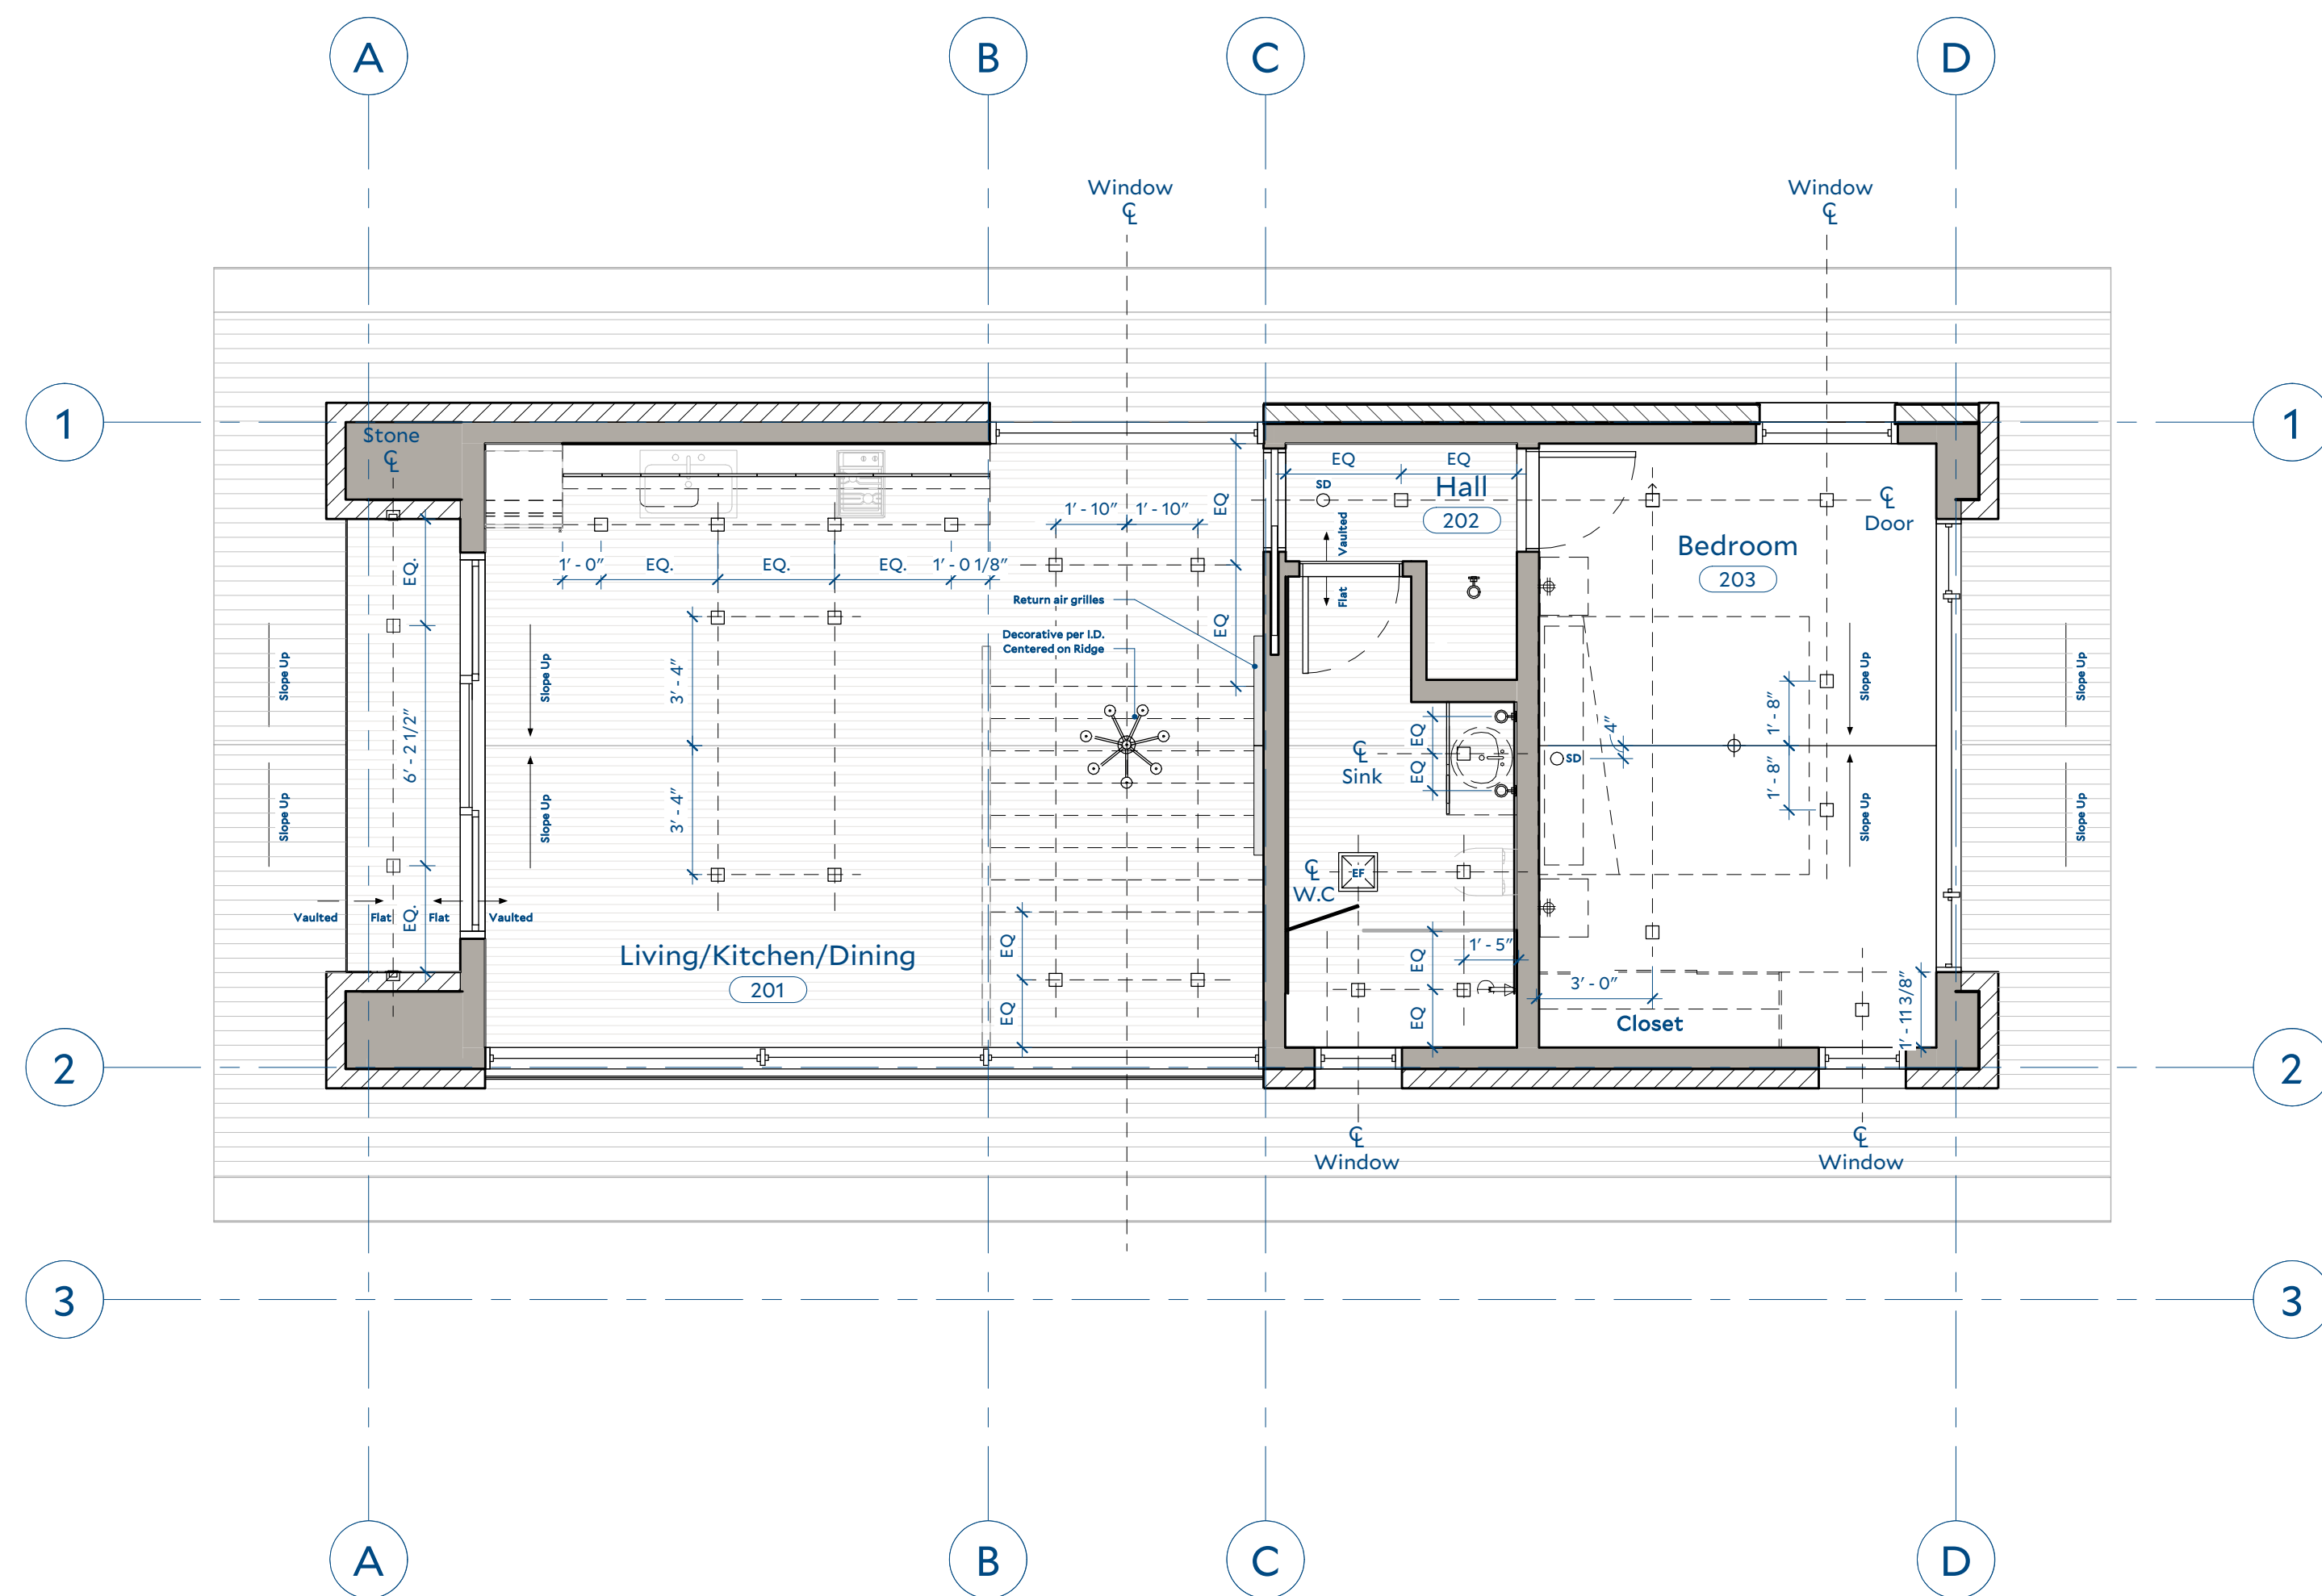 A
B
C
D
Window
℄
Window
℄
1
1
Stone
℄
EQ
EQ
SD
Hall
202
℄
Door
EQ
1' - 10"
1' - 10"
Bedroom
203
Vaulted
Flat
EQ.
1' - 0"
EQ.
EQ.
EQ.
1' - 0 1/8"
Return air grilles
EQ
Decorative per I.D.
Centered on Ridge
Slope Up
Slope Up
3' - 4"
6' - 2 1/2"
EQ
EQ
℄
Sink
4"
SD
1' - 8"
1' - 8"
Slope Up
Slope Up
Slope Up
Slope Up
3' - 4"
Slope Up
Slope Up
℄
W.C
EF
Vaulted
Flat
EQ.
Flat
Vaulted
Living/Kitchen/Dining
201
EQ
EQ
EQ
EQ
1' - 5"
3' - 0"
Closet
1' - 11 3/8"
2
2
℄
Window
℄
Window
3
3
A
B
C
D